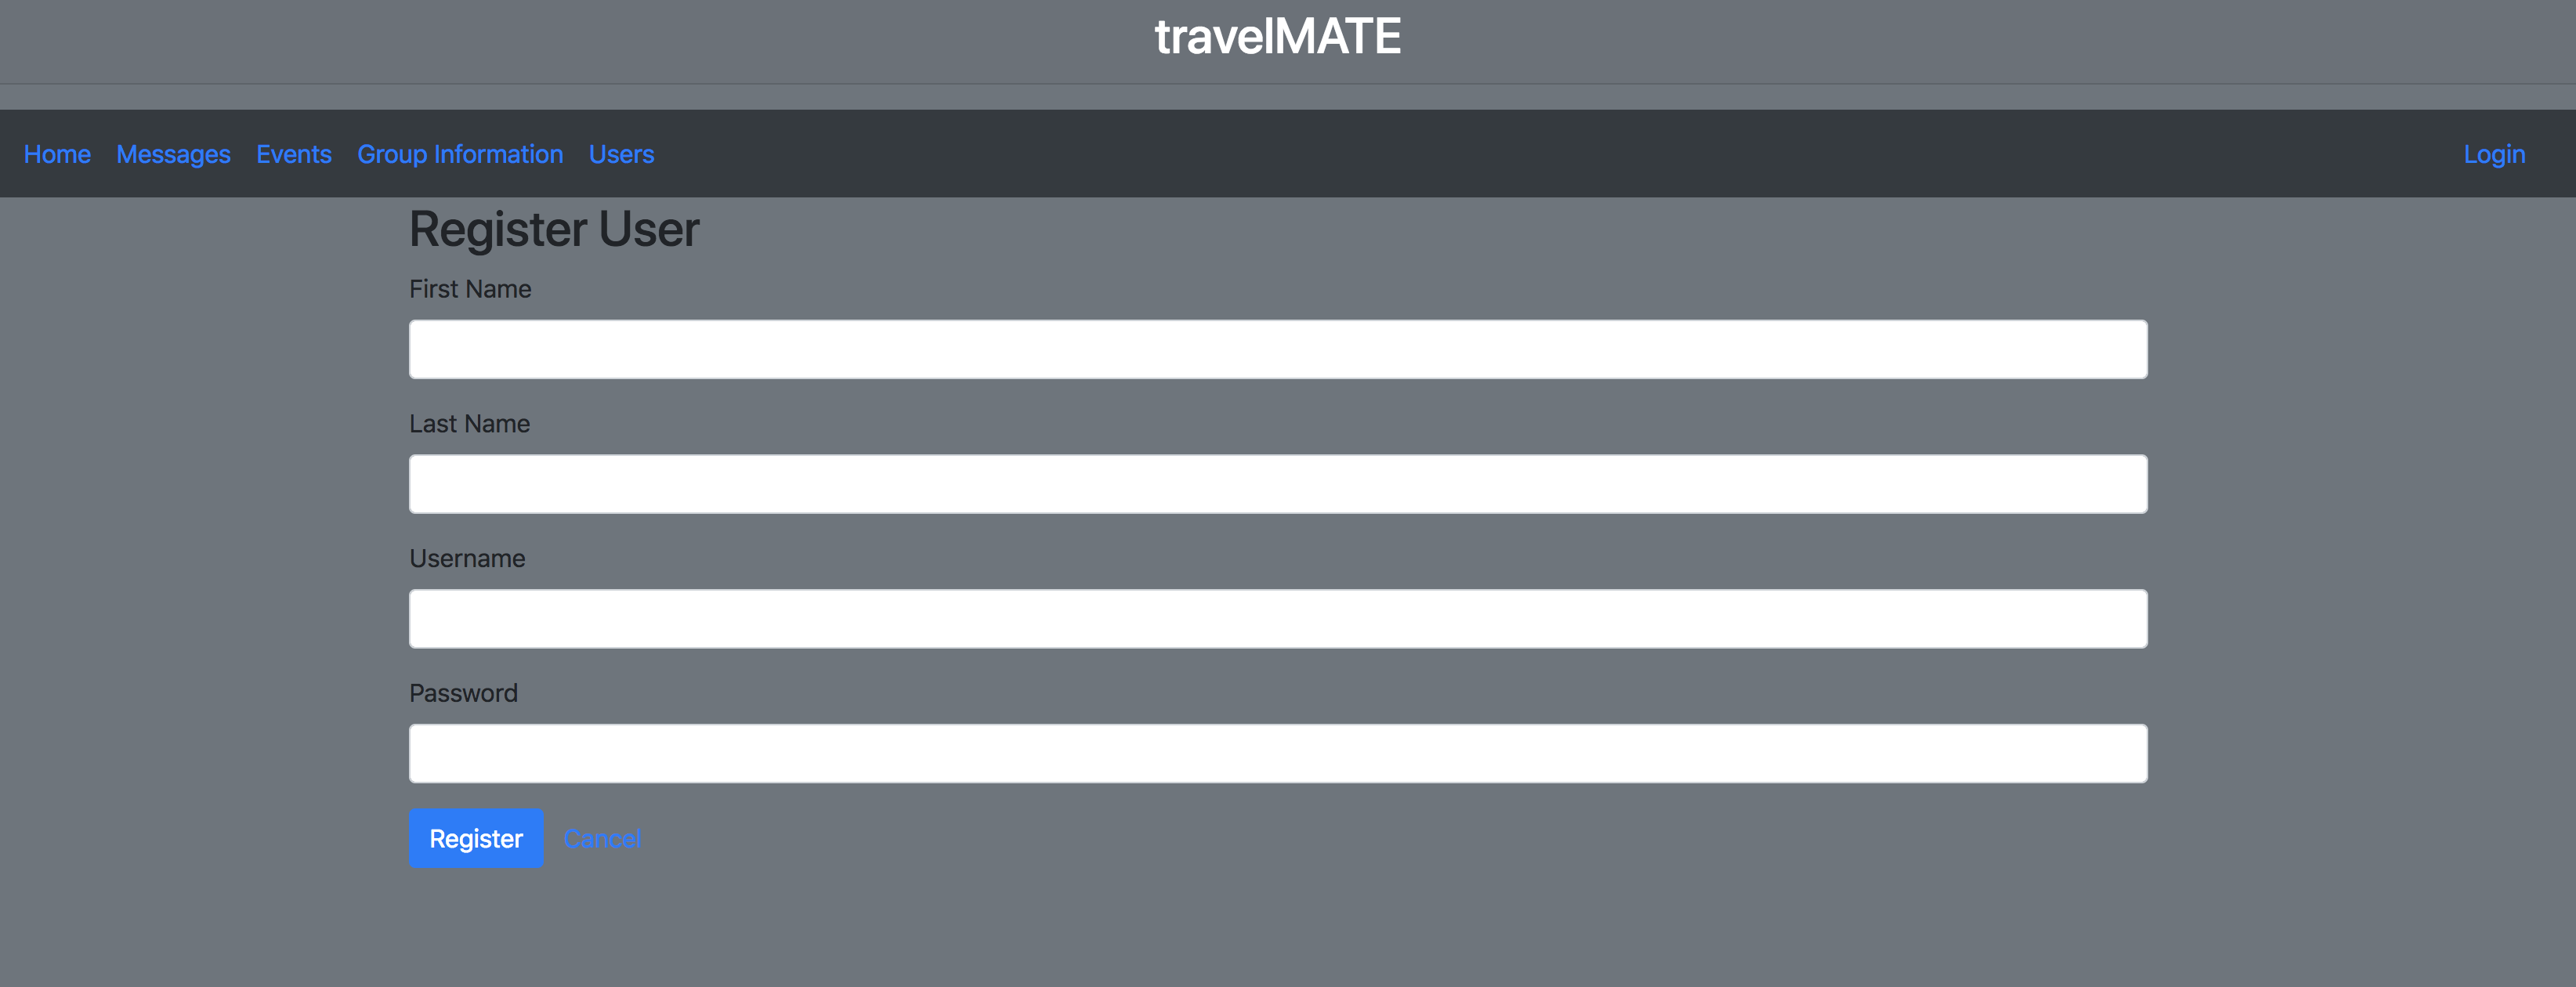 travelMATE
Home Messages Events Group Information Users Login
Register User
First Name
Last Name
Username
Password
Register Cancel